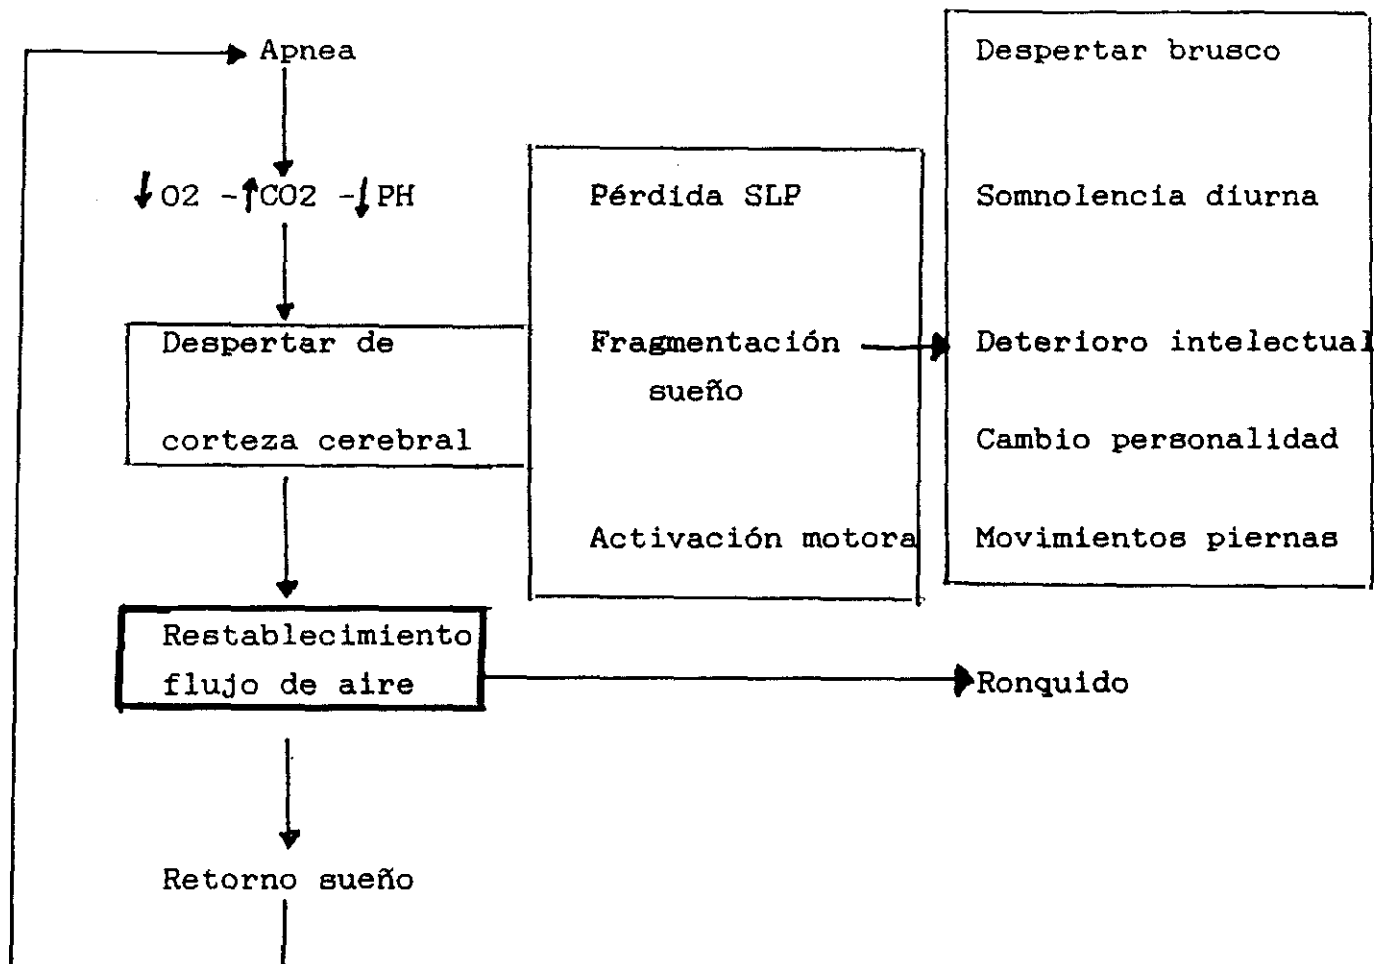 Apnea
Despertar brusco
↓O2 -↑CO2 -↓PH
Pérdida SLP
Somnolencia diurna
Despertar de
corteza cerebral
Fragmentación
sueño
Deterioro intelectual
Cambio personalidad
Activación motora
Movimientos piernas
Restablecimiento
flujo de aire
Ronquido
Retorno sueño